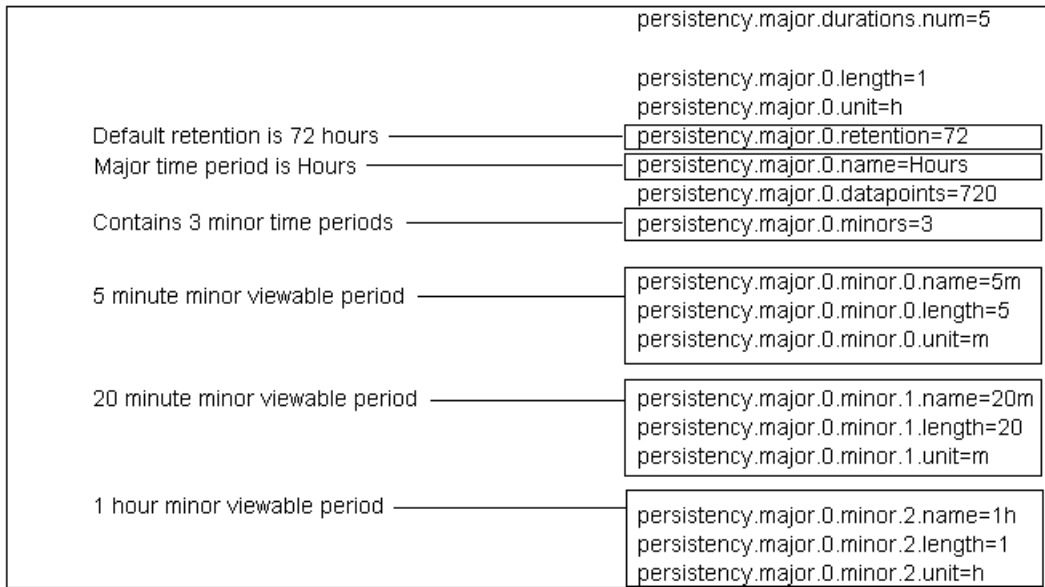 persistency.major.durations.num=5
persistency.major.0.length=1
persistency.major.0.unit=h
Default retention is 72 hours persistency.major.0.retention=72
Major time period is Hours persistency.major.0.name=Hours
persistency.major.0.datapoints=720
Contains 3 minor time periods persistency.major.0.minors=3
5 minute minor viewable period persistency.major.0.minor.0.name=5m
persistency.major.0.minor.0.length=5
persistency.major.0.minor.0.unit=m
20 minute minor viewable period persistency.major.0.minor.1.name=20m
persistency.major.0.minor.1.length=20
persistency.major.0.minor.1.unit=m
1 hour minor viewable period persistency.major.0.minor.2.name=1h
persistency.major.0.minor.2.length=1
persistency.major.0.minor.2.unit=h